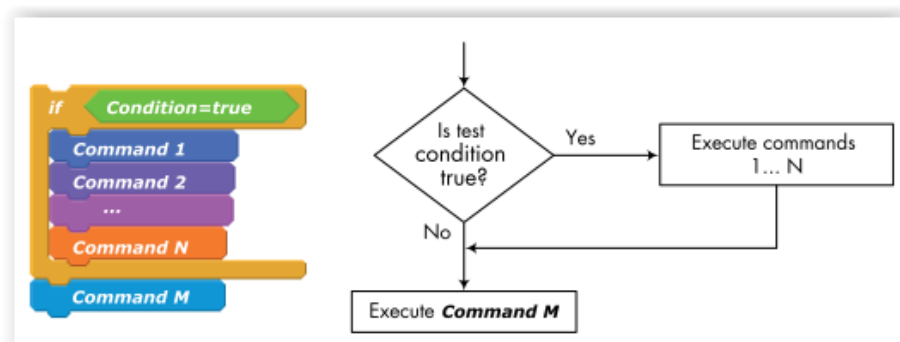 if Condition=true
Command 1
Command 2
...
Command N
Command M
Is test
condition
true?
Yes
No
Execute commands
1... N
Execute Command M